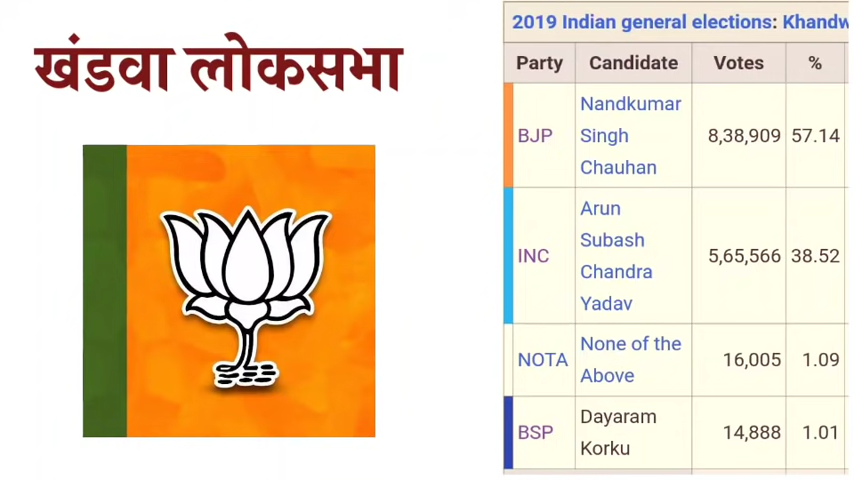 खंडवा लोकसभा
2019 Indian general elections: Khandw
Party Candidate Votes %
BJP Nandkumar Singh Chauhan 8,38,909 57.14
INC Arun Subash Chandra Yadav 5,65,566 38.52
NOTA None of the Above 16,005 1.09
BSP Dayaram Korku 14,888 1.01